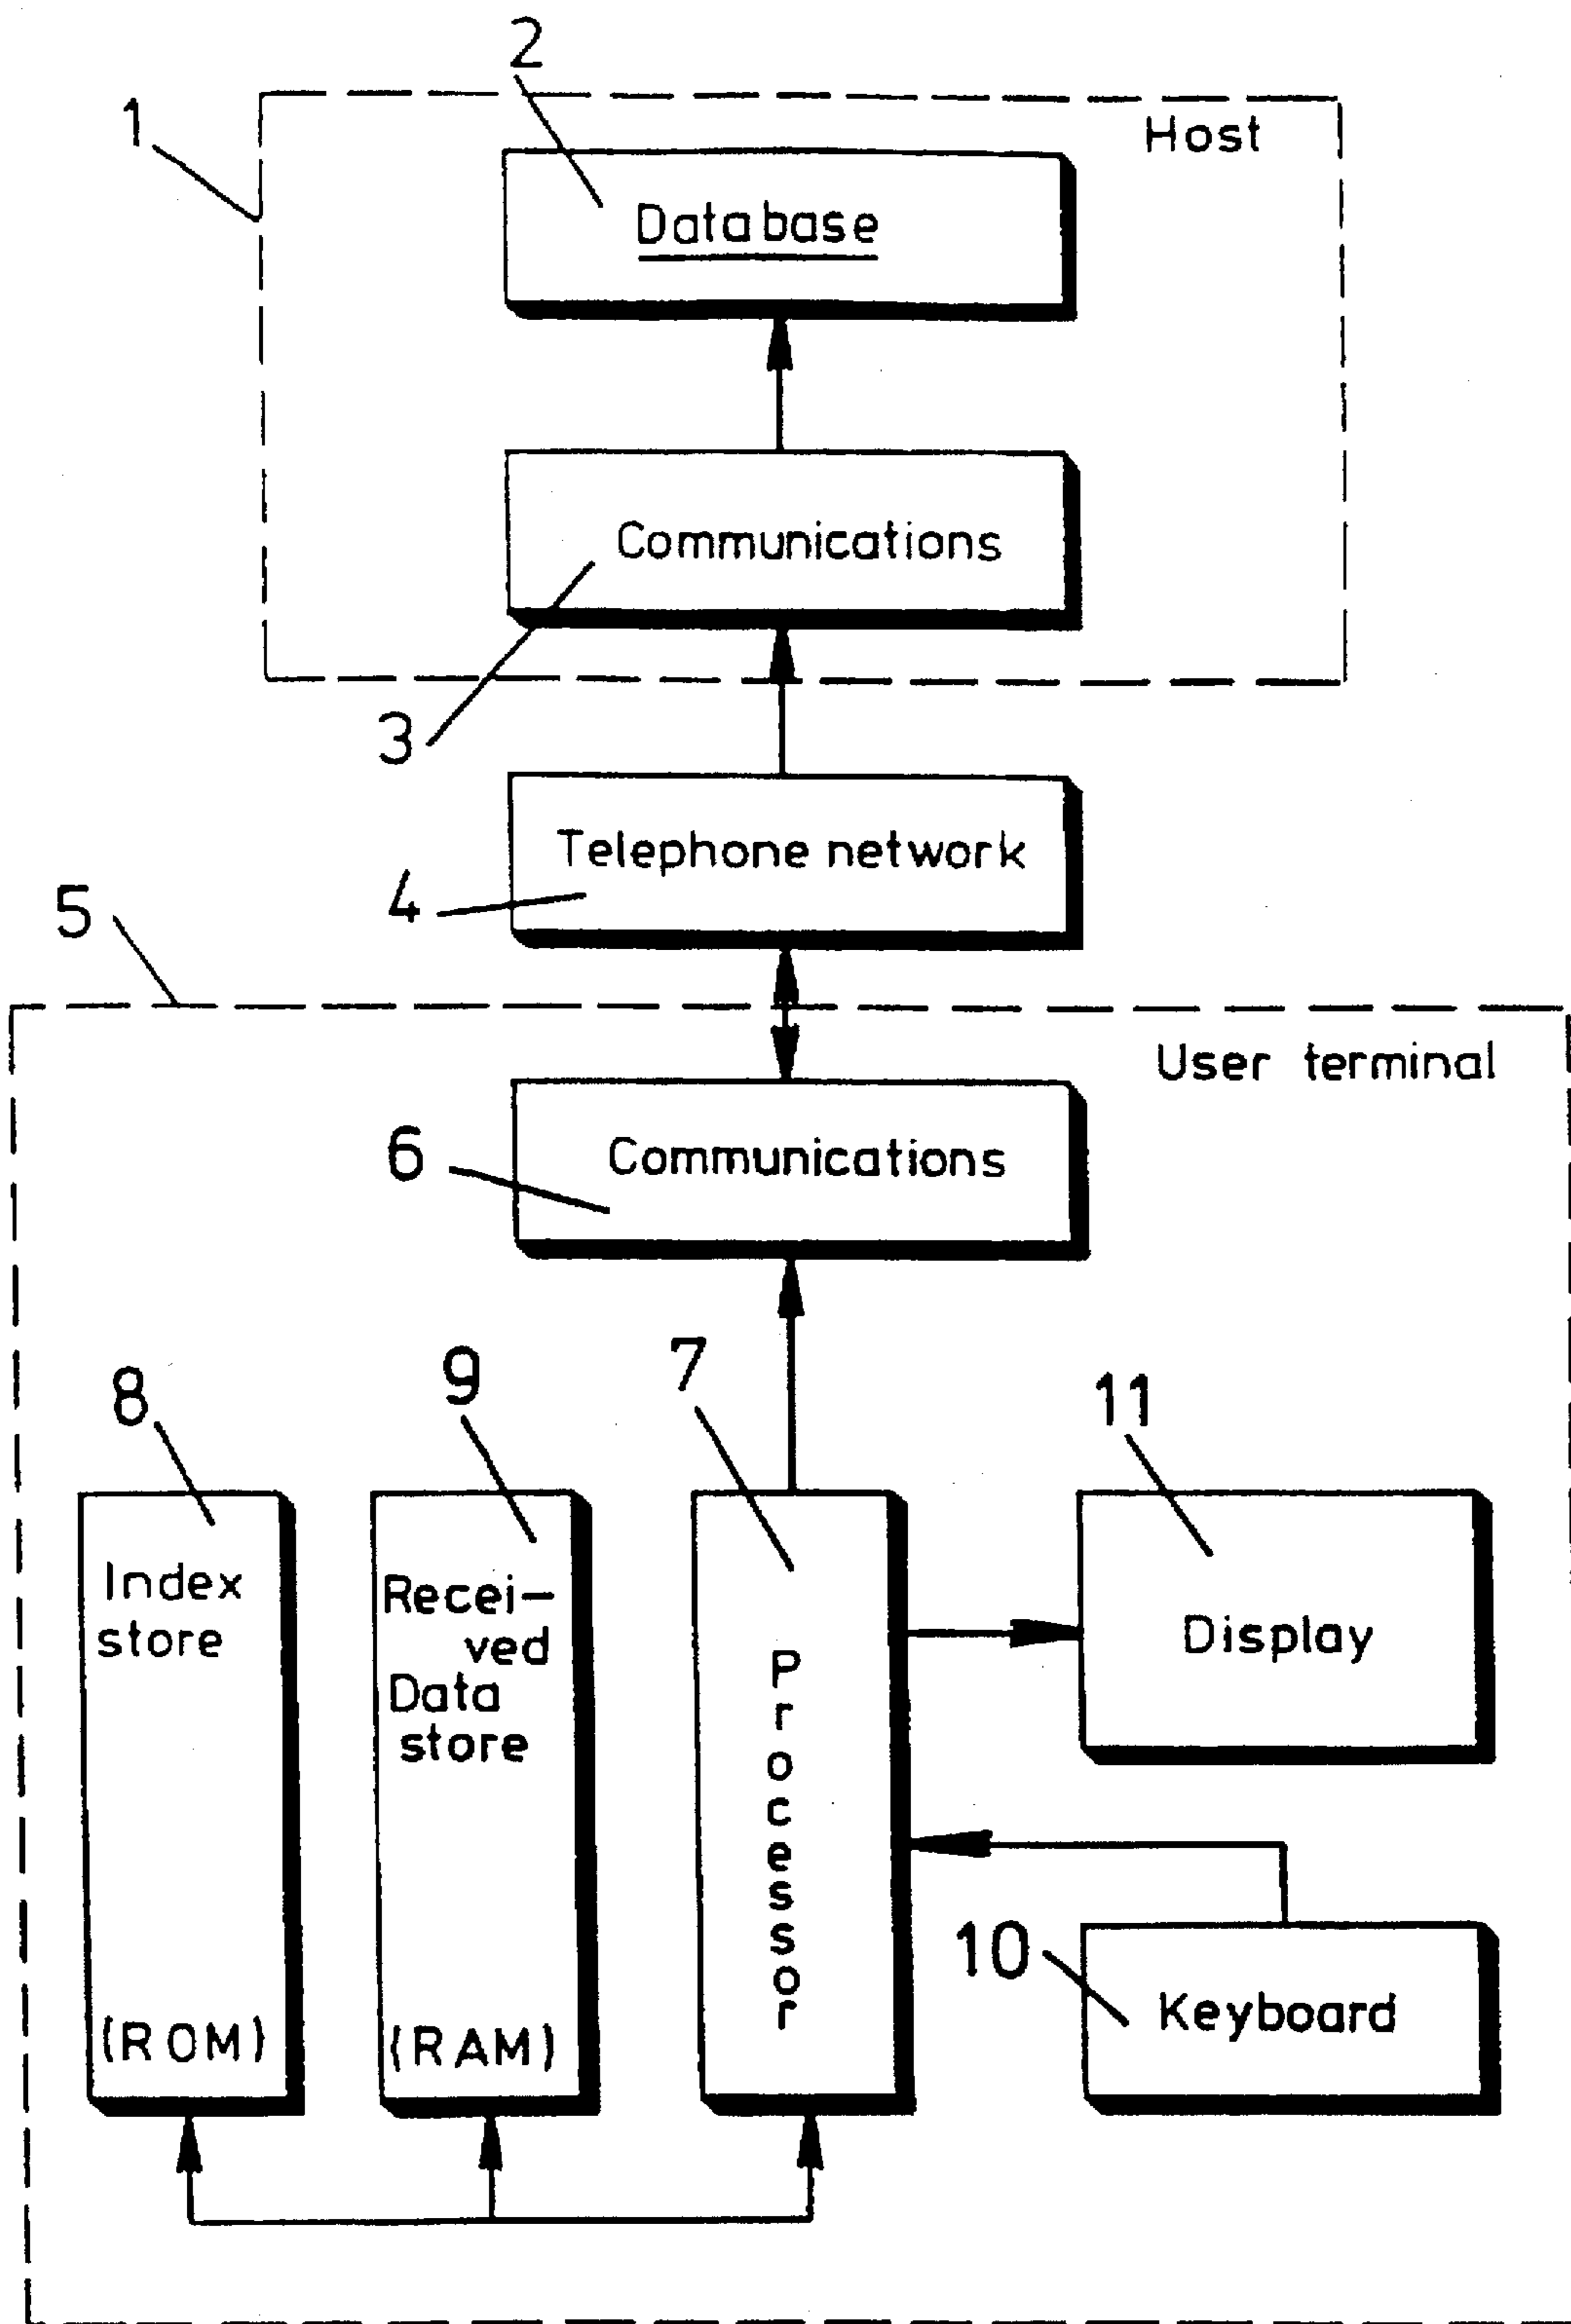 2
1
Host
Database
Communications
3
Telephone network
4
5
User terminal
Communications
6
8
9
7
11
Index
store
(ROM)
Recei-
ved
Data
store
(RAM)
Processor
Display
10
Keyboard